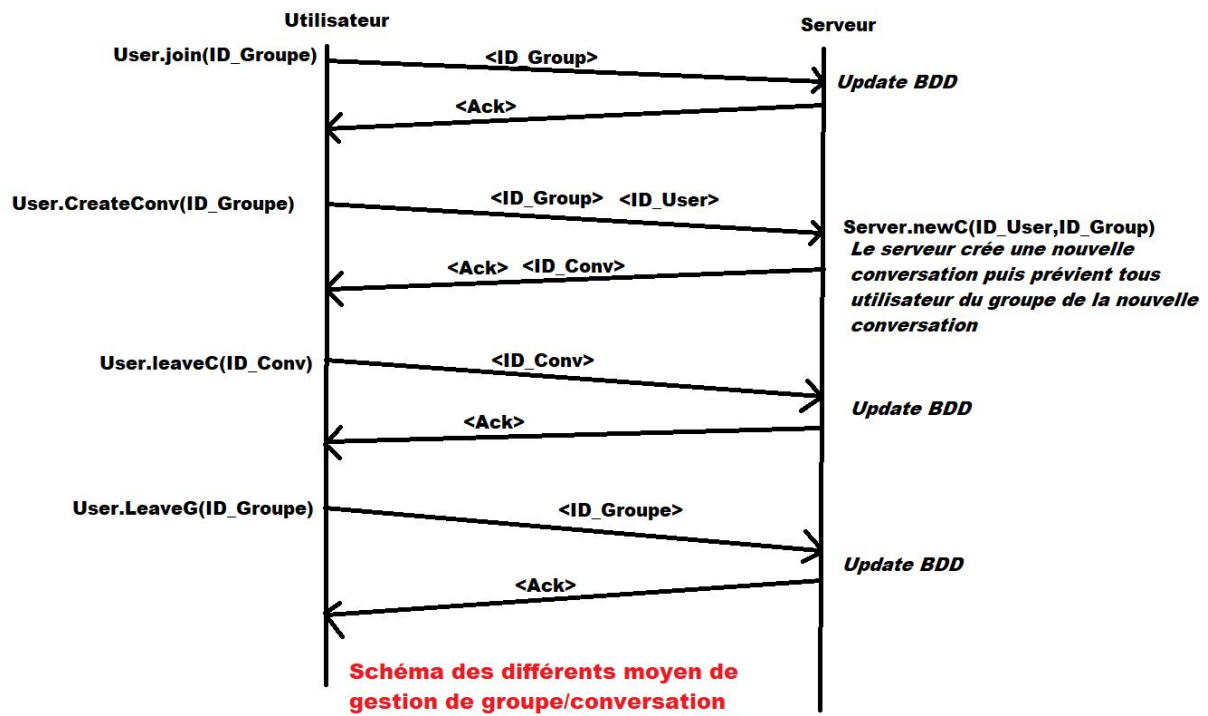 Utilisateur
Serveur
User.join(ID_Groupe)
<ID_Group>
Update BDD
<Ack>
User.CreateConv(ID_Groupe)
<ID_Group> <ID_User>
Server.newC(ID_User,ID_Group)
Le serveur crée une nouvelle
conversation puis prévient tous
utilisateur du groupe de la nouvelle
conversation
<Ack> <ID_Conv>
User.leaveC(ID_Conv)
<ID_Conv>
Update BDD
<Ack>
User.LeaveG(ID_Groupe)
<ID_Groupe>
Update BDD
<Ack>
Schéma des différents moyen de
gestion de groupe/conversation